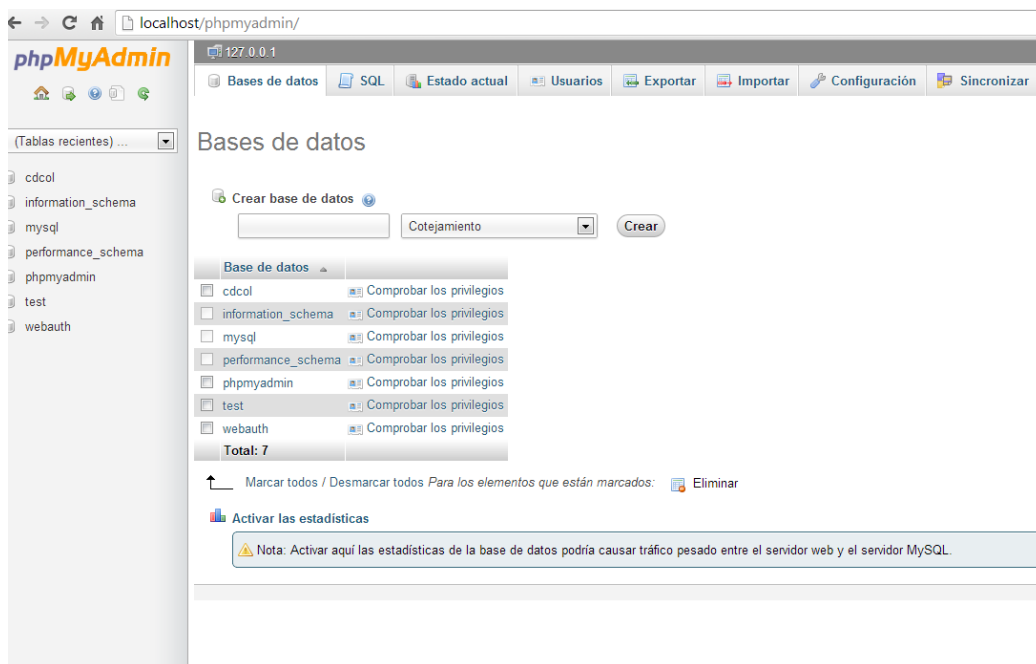 localhost/phpmyadmin/
phpMyAdmin
127.0.0.1
Bases de datos SQL Estado actual Usuarios Exportar Importar Configuración Sincronizar
(Tablas recientes) ...
cdcol
information_schema
mysql
performance_schema
phpmyadmin
test
webauth
Bases de datos
Crear base de datos
Cotejamiento Crear
Base de datos
cdcol Comprobar los privilegios
information_schema Comprobar los privilegios
mysql Comprobar los privilegios
performance_schema Comprobar los privilegios
phpmyadmin Comprobar los privilegios
test Comprobar los privilegios
webauth Comprobar los privilegios
Total: 7
Marcar todos / Desmarcar todos Para los elementos que están marcados: Eliminar
Activar las estadísticas
Nota: Activar aquí las estadísticas de la base de datos podría causar tráfico pesado entre el servidor web y el servidor MySQL.